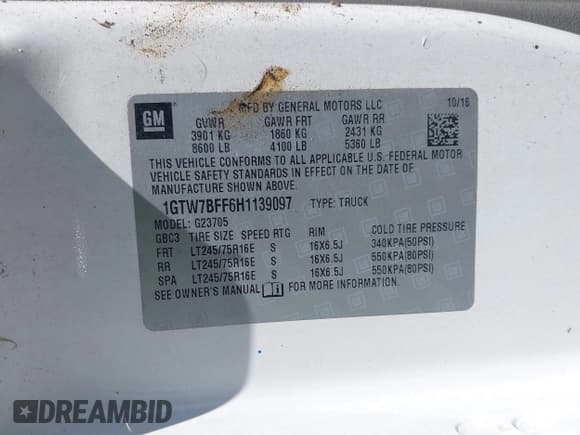 GM
MFD BY GENERAL MOTORS LLC 10/16
GVWR GAWR FRT GAWR RR
3901 KG 1860 KG 2431 KG
8600 LB 4100 LB 5360 LB
THIS VEHICLE CONFORMS TO ALL APPLICABLE U.S. FEDERAL MOTOR
VEHICLE SAFETY STANDARDS IN EFFECT ON THE DATE OF
MANUFACTURE SHOWN ABOVE.
1GTW7BFF6H1139097 TYPE: TRUCK
MODEL: G23705
GBC3 TIRE SIZE SPEED RTG RIM COLD TIRE PRESSURE
FRT LT245/75R16E S 16X6.5J 340KPA(50PSI)
RR LT245/75R16E S 16X6.5J 550KPA(80PSI)
SPA LT245/75R16E S 16X6.5J 550KPA(80PSI)
SEE OWNER'S MANUAL FOR MORE INFORMATION.
DREAMBID